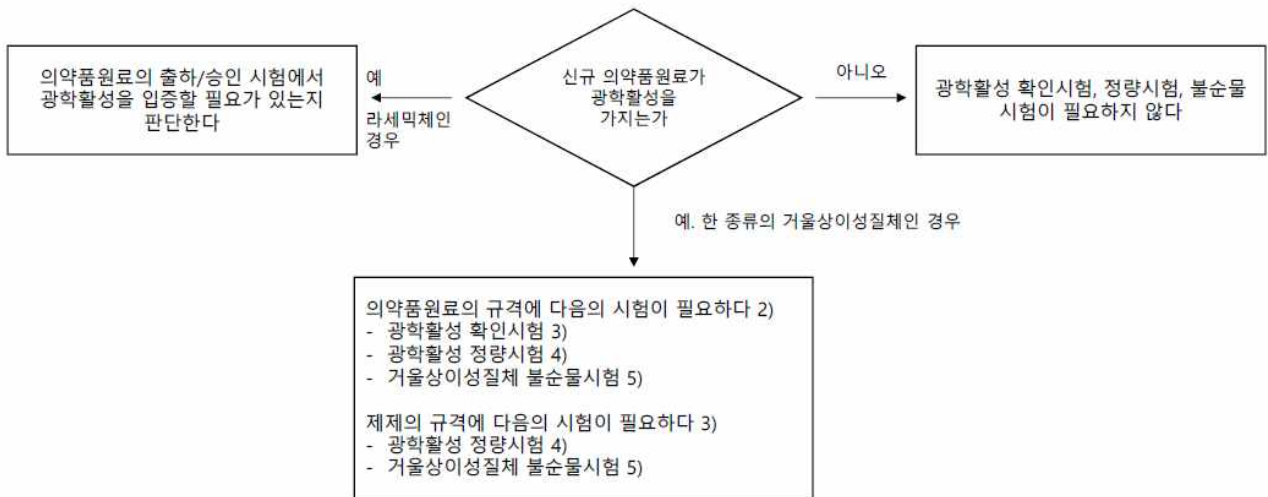 의약품원료의 출하/승인 시험에서
광학활성을 입증할 필요가 있는지
판단한다
예
라세믹체인
경우
신규 의약품원료가
광학활성을
가지는가
아니오
광학활성 확인시험, 정량시험, 불순물
시험이 필요하지 않다
예. 한 종류의 거울상이성질체인 경우
의약품원료의 규격에 다음의 시험이 필요하다 2)
- 광학활성 확인시험 3)
- 광학활성 정량시험 4)
- 거울상이성질체 불순물시험 5)
제제의 규격에 다음의 시험이 필요하다 3)
- 광학활성 정량시험 4)
- 거울상이성질체 불순물시험 5)